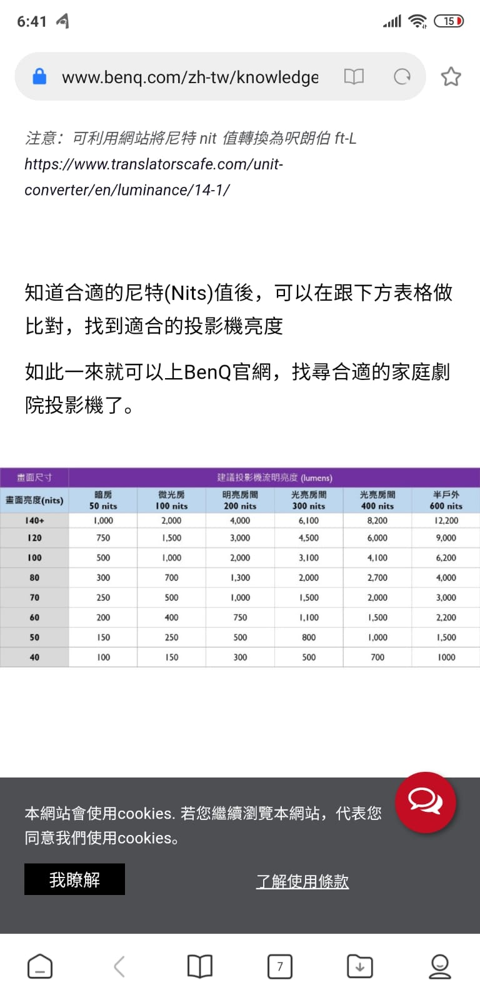 6:41
15
www.benq.com/zh-tw/knowledge
注意：可利用網站將尼特 nit 值轉換為呎朗伯 ft-L
https://www.translatorscafe.com/unit-
converter/en/luminance/14-1/
知道合適的尼特(Nits)值後，可以在跟下方表格做
比對，找到適合的投影機亮度
如此一來就可以上BenQ官網，找尋合適的家庭劇
院投影機了。
畫面尺寸 建議投影機流明亮度 (lumens)
畫面亮度(nits) 暗房 50 nits 微光房 100 nits 明亮房間 200 nits 光亮房間 300 nits 光亮房間 400 nits 半戶外 600 nits
140+ 1,000 2,000 4,000 6,100 8,200 12,200
120 750 1,500 3,000 4,500 6,000 9,000
100 500 1,000 2,000 3,100 4,100 6,200
80 300 700 1,300 2,000 2,700 4,000
70 250 500 1,000 1,500 2,000 3,000
60 200 400 750 1,100 1,500 2,200
50 150 250 500 800 1,000 1,500
40 100 150 300 500 700 1000
本網站會使用cookies. 若您繼續瀏覽本網站，代表您
同意我們使用cookies。
我瞭解 了解使用條款
7